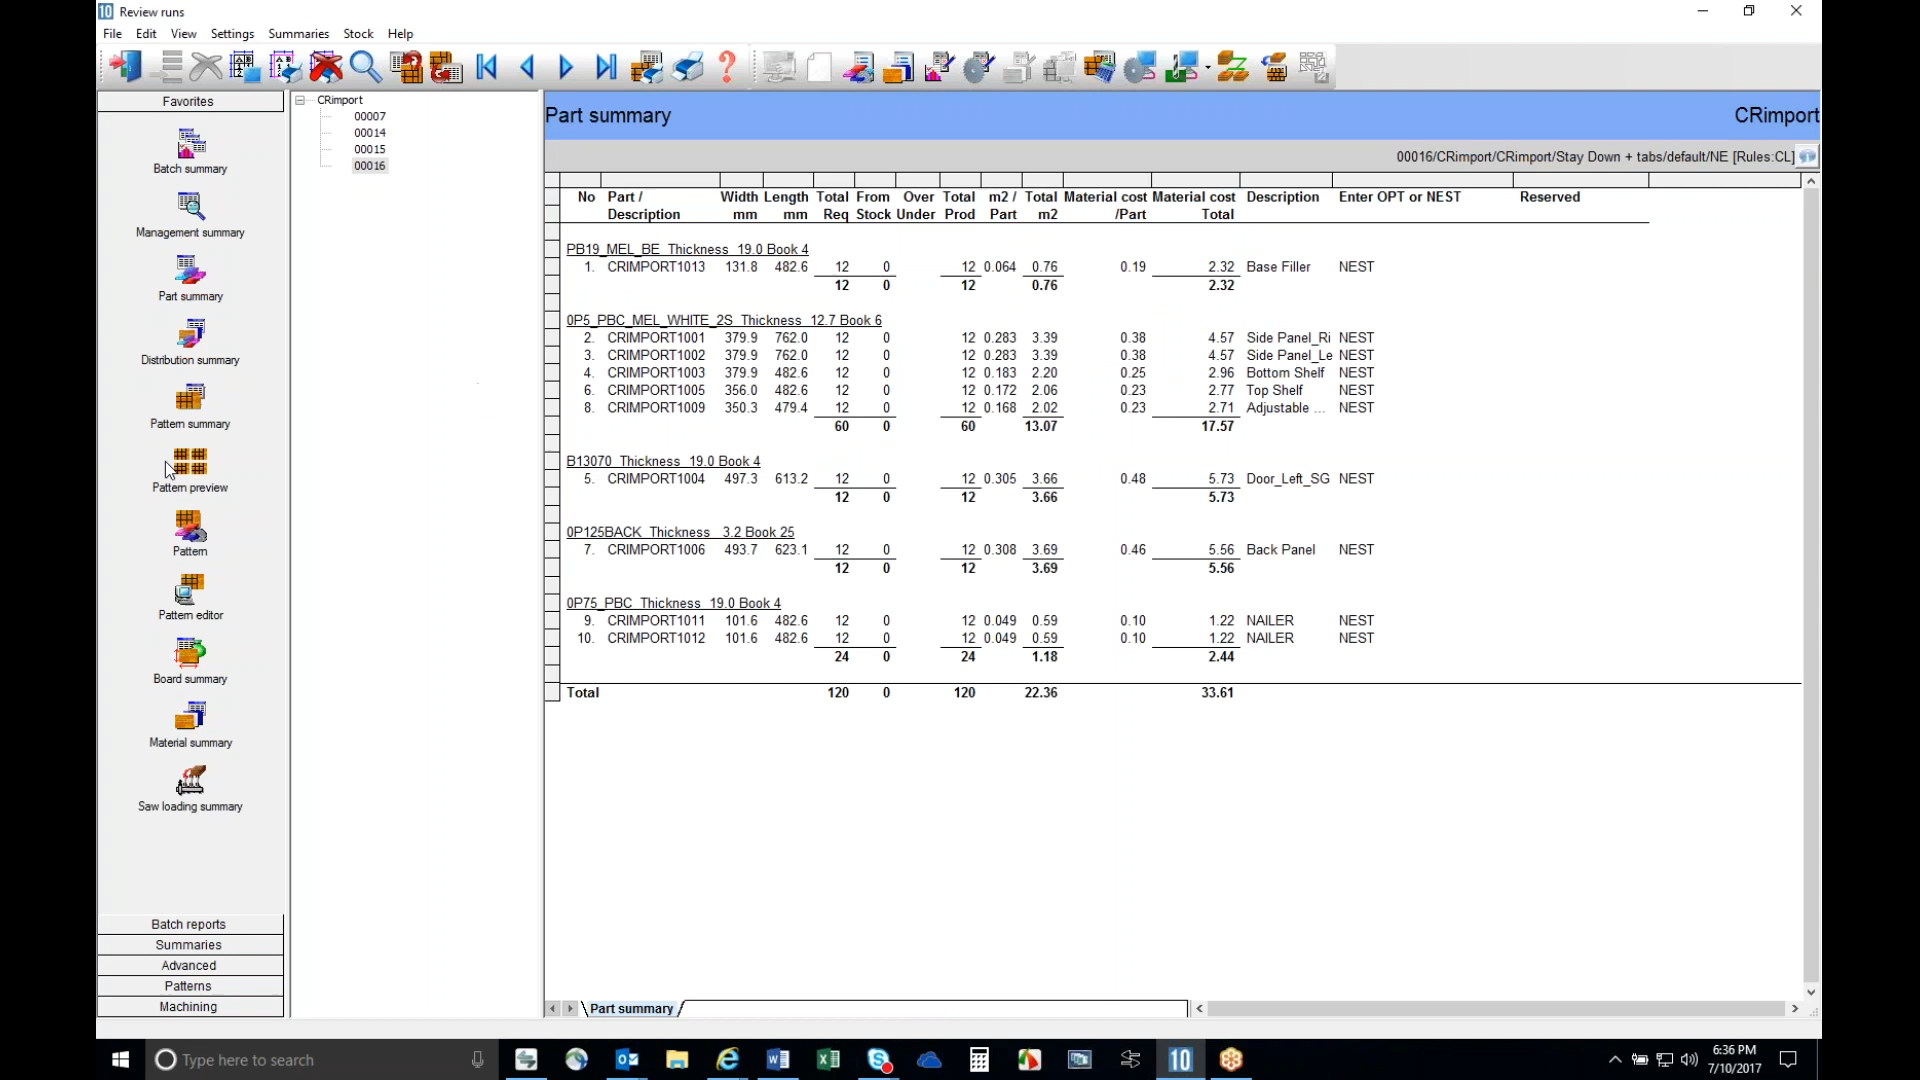 10 Review runs
File Edit View Settings Summaries Stock Help
Favorites
Batch summary
Management summary
Part summary
Distribution summary
Pattern summary
Pattern preview
Pattern
Pattern editor
Board summary
Material summary
Saw loading summary
Batch reports
Summaries
Advanced
Patterns
Machining
CRimport
00007
00014
00015
00016
Part summary CRimport
00016/CRimport/CRimport/Stay Down + tabs/default/NE [Rules:CL]
No Part / Width Length Total From Over Total m2 / Total Material cost Material cost Description Enter OPT or NEST Reserved
Description mm mm Req Stock Under Prod Part m2 /Part Total
PB19_MEL_BE Thickness 19.0 Book 4
1. CRIMPORT1013 131.8 482.6 12 0 12 0.064 0.76 0.19 2.32 Base Filler NEST
12 0 12 0.76 2.32
0P5_PBC_MEL_WHITE_2S Thickness 12.7 Book 6
2. CRIMPORT1001 379.9 762.0 12 0 12 0.283 3.39 0.38 4.57 Side Panel_Ri NEST
3. CRIMPORT1002 379.9 762.0 12 0 12 0.283 3.39 0.38 4.57 Side Panel_Le NEST
4. CRIMPORT1003 379.9 482.6 12 0 12 0.183 2.20 0.25 2.96 Bottom Shelf NEST
6. CRIMPORT1005 356.0 482.6 12 0 12 0.172 2.06 0.23 2.77 Top Shelf NEST
8. CRIMPORT1009 350.3 479.4 12 0 12 0.168 2.02 0.23 2.71 Adjustable ... NEST
60 0 60 13.07 17.57
B13070 Thickness 19.0 Book 4
5. CRIMPORT1004 497.3 613.2 12 0 12 0.305 3.66 0.48 5.73 Door_Left_SG NEST
12 0 12 3.66 5.73
0P125BACK Thickness 3.2 Book 25
7. CRIMPORT1006 493.7 623.1 12 0 12 0.308 3.69 0.46 5.56 Back Panel NEST
12 0 12 3.69 5.56
0P75_PBC Thickness 19.0 Book 4
9. CRIMPORT1011 101.6 482.6 12 0 12 0.049 0.59 0.10 1.22 NAILER NEST
10. CRIMPORT1012 101.6 482.6 12 0 12 0.049 0.59 0.10 1.22 NAILER NEST
24 0 24 1.18 2.44
Total 120 0 120 22.36 33.61
Part summary
Type here to search
10
6:36 PM
7/10/2017